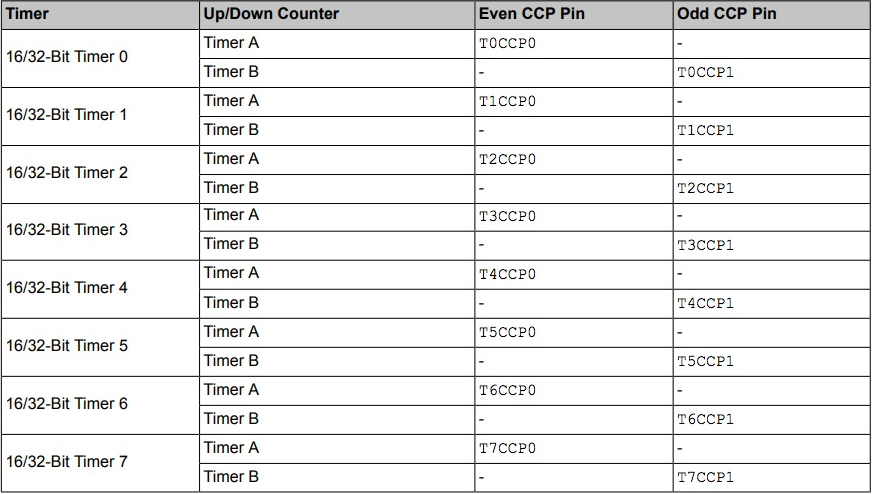 Timer Up/Down Counter Even CCP Pin Odd CCP Pin
16/32-Bit Timer 0
Timer A T0CCP0 -
Timer B - T0CCP1
16/32-Bit Timer 1
Timer A T1CCP0 -
Timer B - T1CCP1
16/32-Bit Timer 2
Timer A T2CCP0 -
Timer B - T2CCP1
16/32-Bit Timer 3
Timer A T3CCP0 -
Timer B - T3CCP1
16/32-Bit Timer 4
Timer A T4CCP0 -
Timer B - T4CCP1
16/32-Bit Timer 5
Timer A T5CCP0 -
Timer B - T5CCP1
16/32-Bit Timer 6
Timer A T6CCP0 -
Timer B - T6CCP1
16/32-Bit Timer 7
Timer A T7CCP0 -
Timer B - T7CCP1